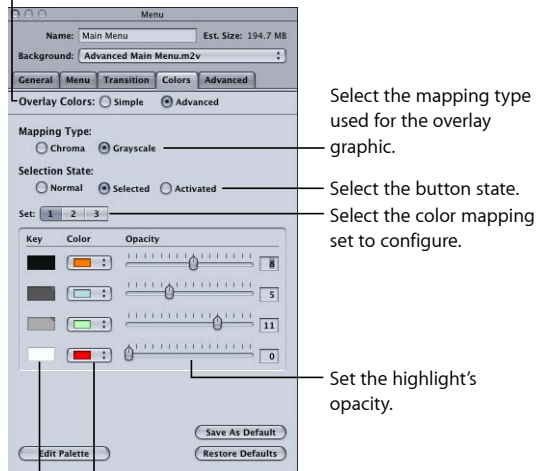 Menu
Name: Main Menu Est. Size: 194.7 MB
Background: Advanced Main Menu.m2v
General Menu Transition Colors Advanced
Overlay Colors: Simple Advanced
Mapping Type:
Chroma Grayscale
Select the mapping type
used for the overlay
graphic.
Selection State:
Normal Selected Activated
Select the button state.
Set: 1 2 3
Select the color mapping
set to configure.
Key Color Opacity
8
5
11
0
Set the highlight's
opacity.
Save As Default
Edit Palette Restore Defaults